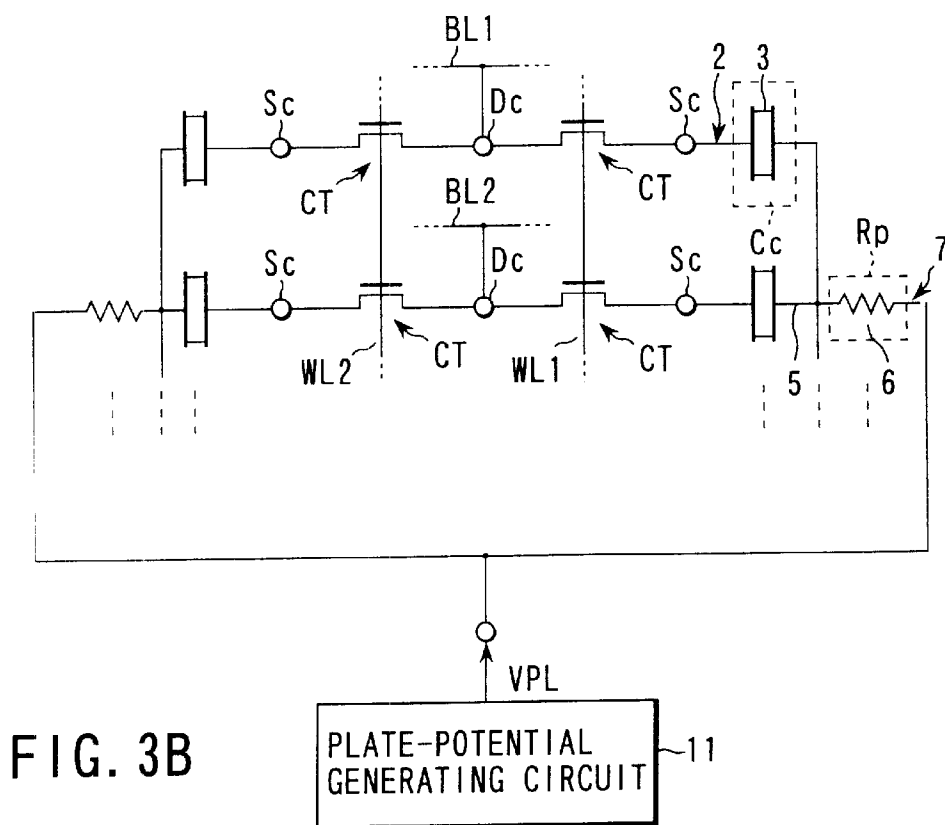 BL1
2
3
Sc
Dc
Sc
CT
CT
BL2
Cc
Rp
7
Sc
Dc
Sc
WL2
CT
WL1
CT
5
6
VPL
FIG. 3B
PLATE-POTENTIAL
GENERATING CIRCUIT
11